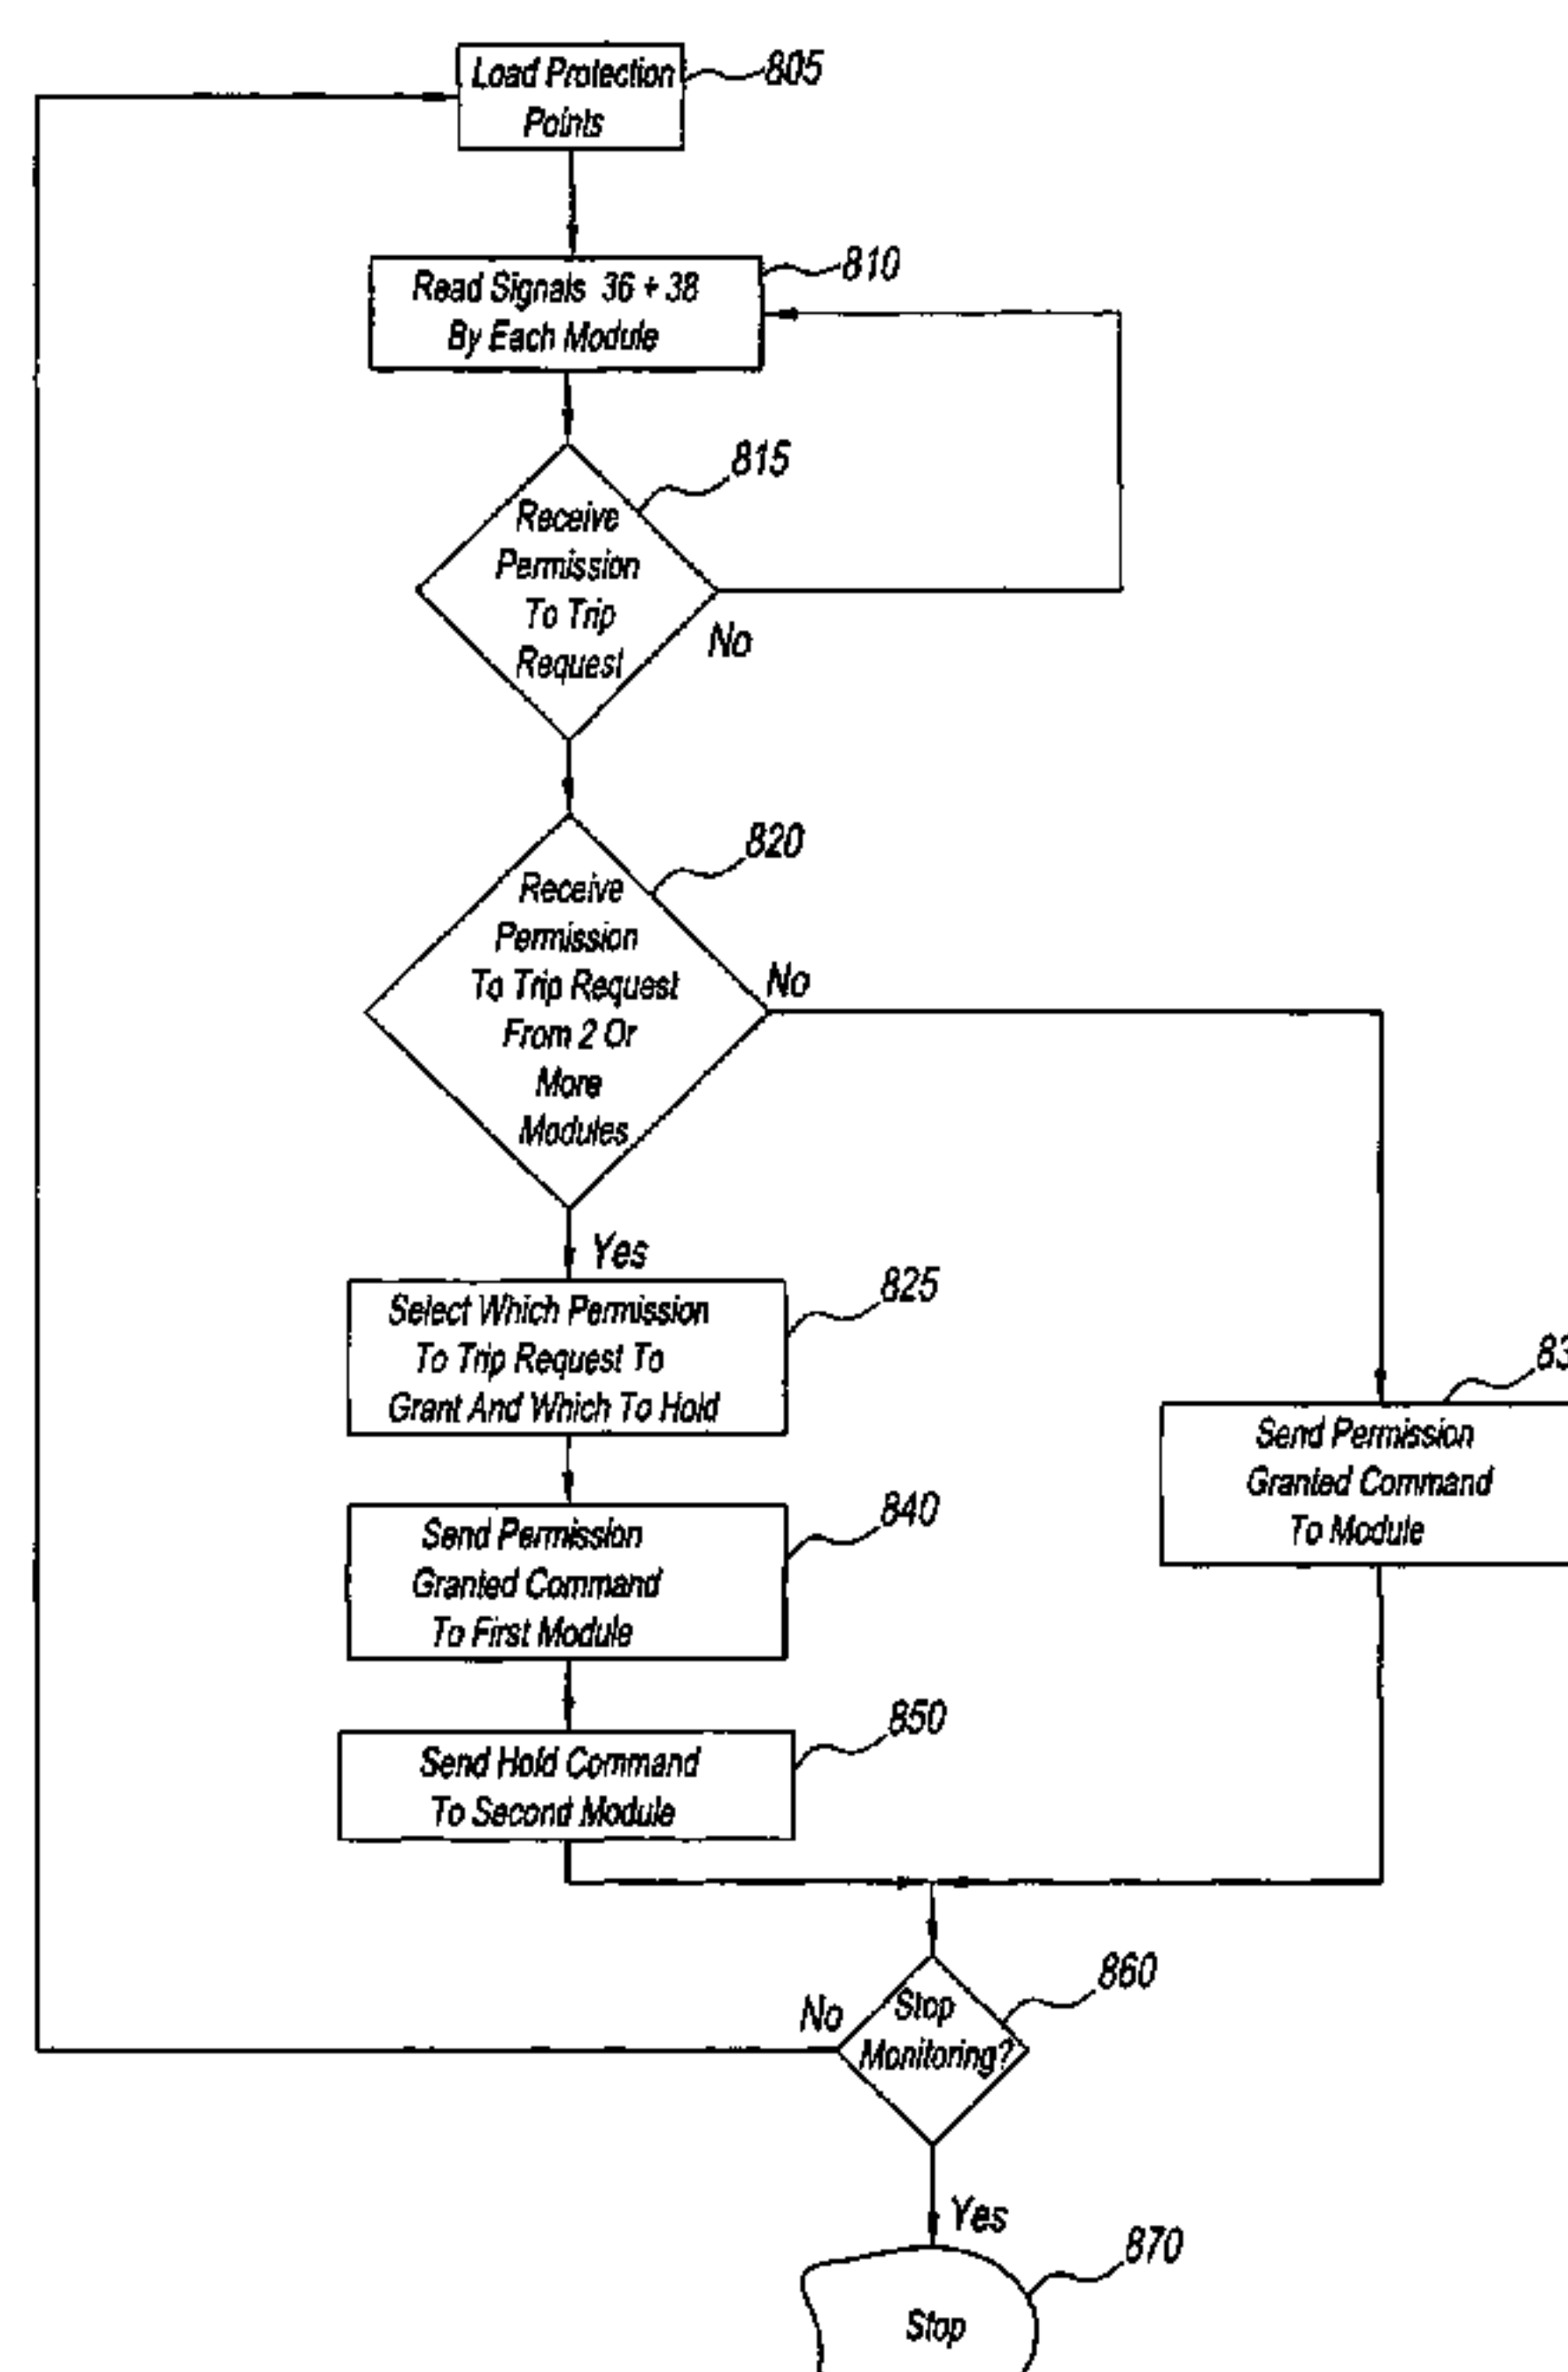 Load Protection
Points
805
Read Signals 36 + 38
By Each Module
810
Receive
Permission
To Trip
Request
815
No
Receive
Permission
To Trip Request
From 2 Or
More
Modules
820
No
Yes
Select Which Permission
To Trip Request To
Grant And Which To Hold
825
Send Permission
Granted Command
To Module
83
Send Permission
Granted Command
To First Module
840
Send Hold Command
To Second Module
850
Stop
Monitoring?
860
No
Yes
Stop
870